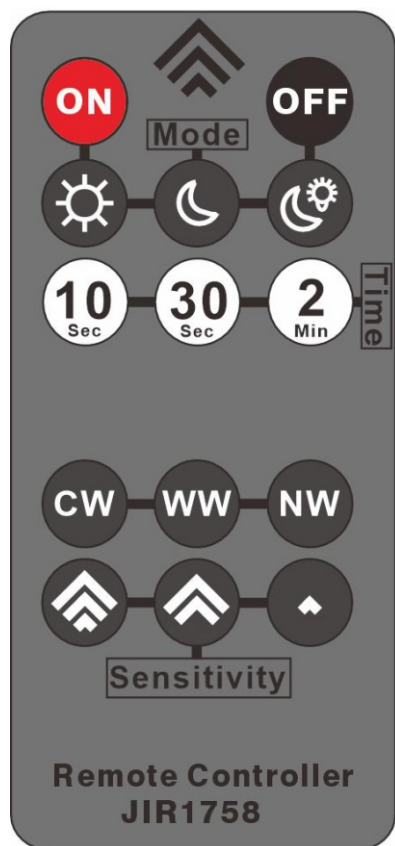 ON OFF
Mode
10 30 2
Sec Sec Min
Time
CW WW NW
Sensitivity
Remote Controller
JIR1758